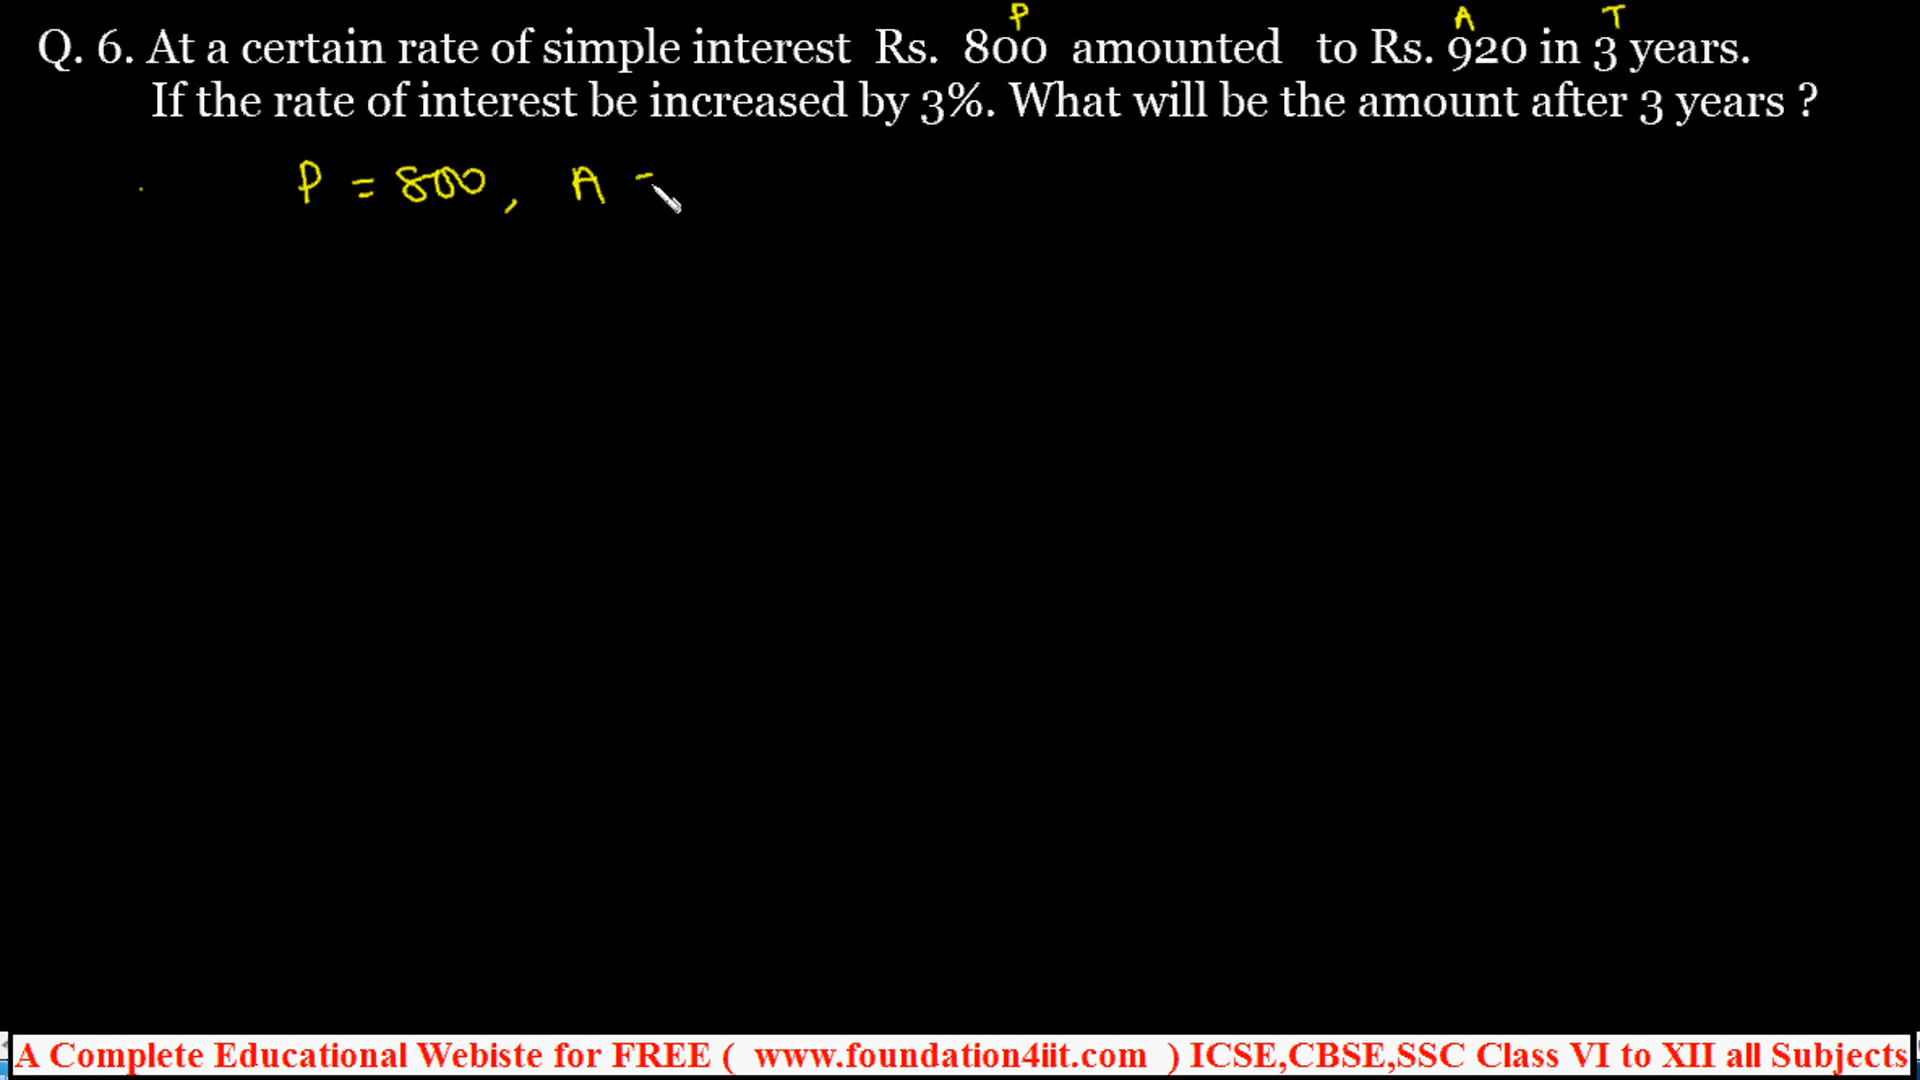 P A T
Q. 6. At a certain rate of simple interest Rs. 800 amounted to Rs. 920 in 3 years.
If the rate of interest be increased by 3%. What will be the amount after 3 years ?
P = 800, A =
A Complete Educational Webiste for FREE ( www.foundation4iit.com ) ICSE,CBSE,SSC Class VI to XII all Subjects